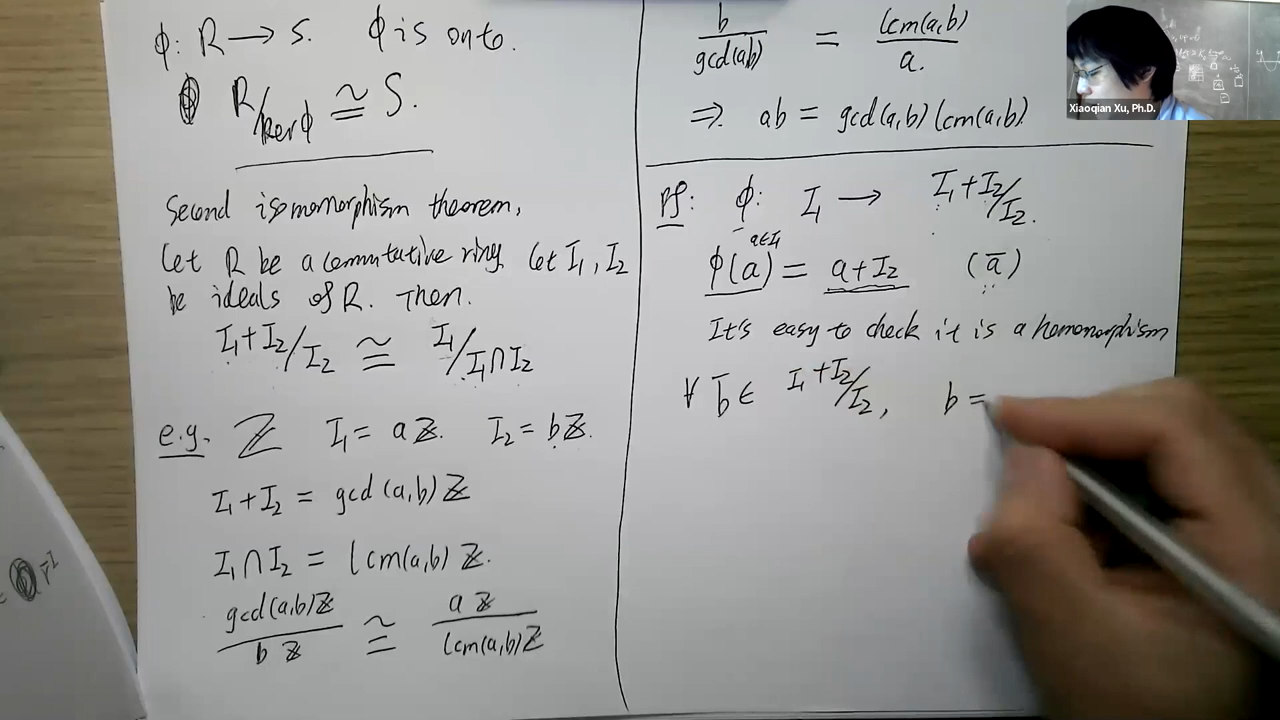 ϕ: R → S. ϕ is onto.
R/kerϕ ≅ S.
Second isomomorphism theorem,
Let R be a commutative ring. Let I₁, I₂
be ideals of R. Then.
I₁+I₂/I₂ ≅ I₁/I₁∩I₂
e.g. ℤ I₁ = aℤ. I₂ = bℤ.
I₁+I₂ = gcd(a,b)ℤ
I₁∩I₂ = lcm(a,b)ℤ.
gcd(a,b)ℤ/bℤ ≅ aℤ/lcm(a,b)ℤ
b/gcd(ab) = lcm(a,b)/a.
⇒ ab = gcd(a,b) lcm(a,b)
Pf: ϕ: I₁ → I₁+I₂/I₂.
a∈I₁
ϕ(a) = a+I₂ (ā)
It's easy to check it is a homomorphism
∀ b̄ ∈ I₁+I₂/I₂, b =
Xiaoqian Xu, Ph.D.